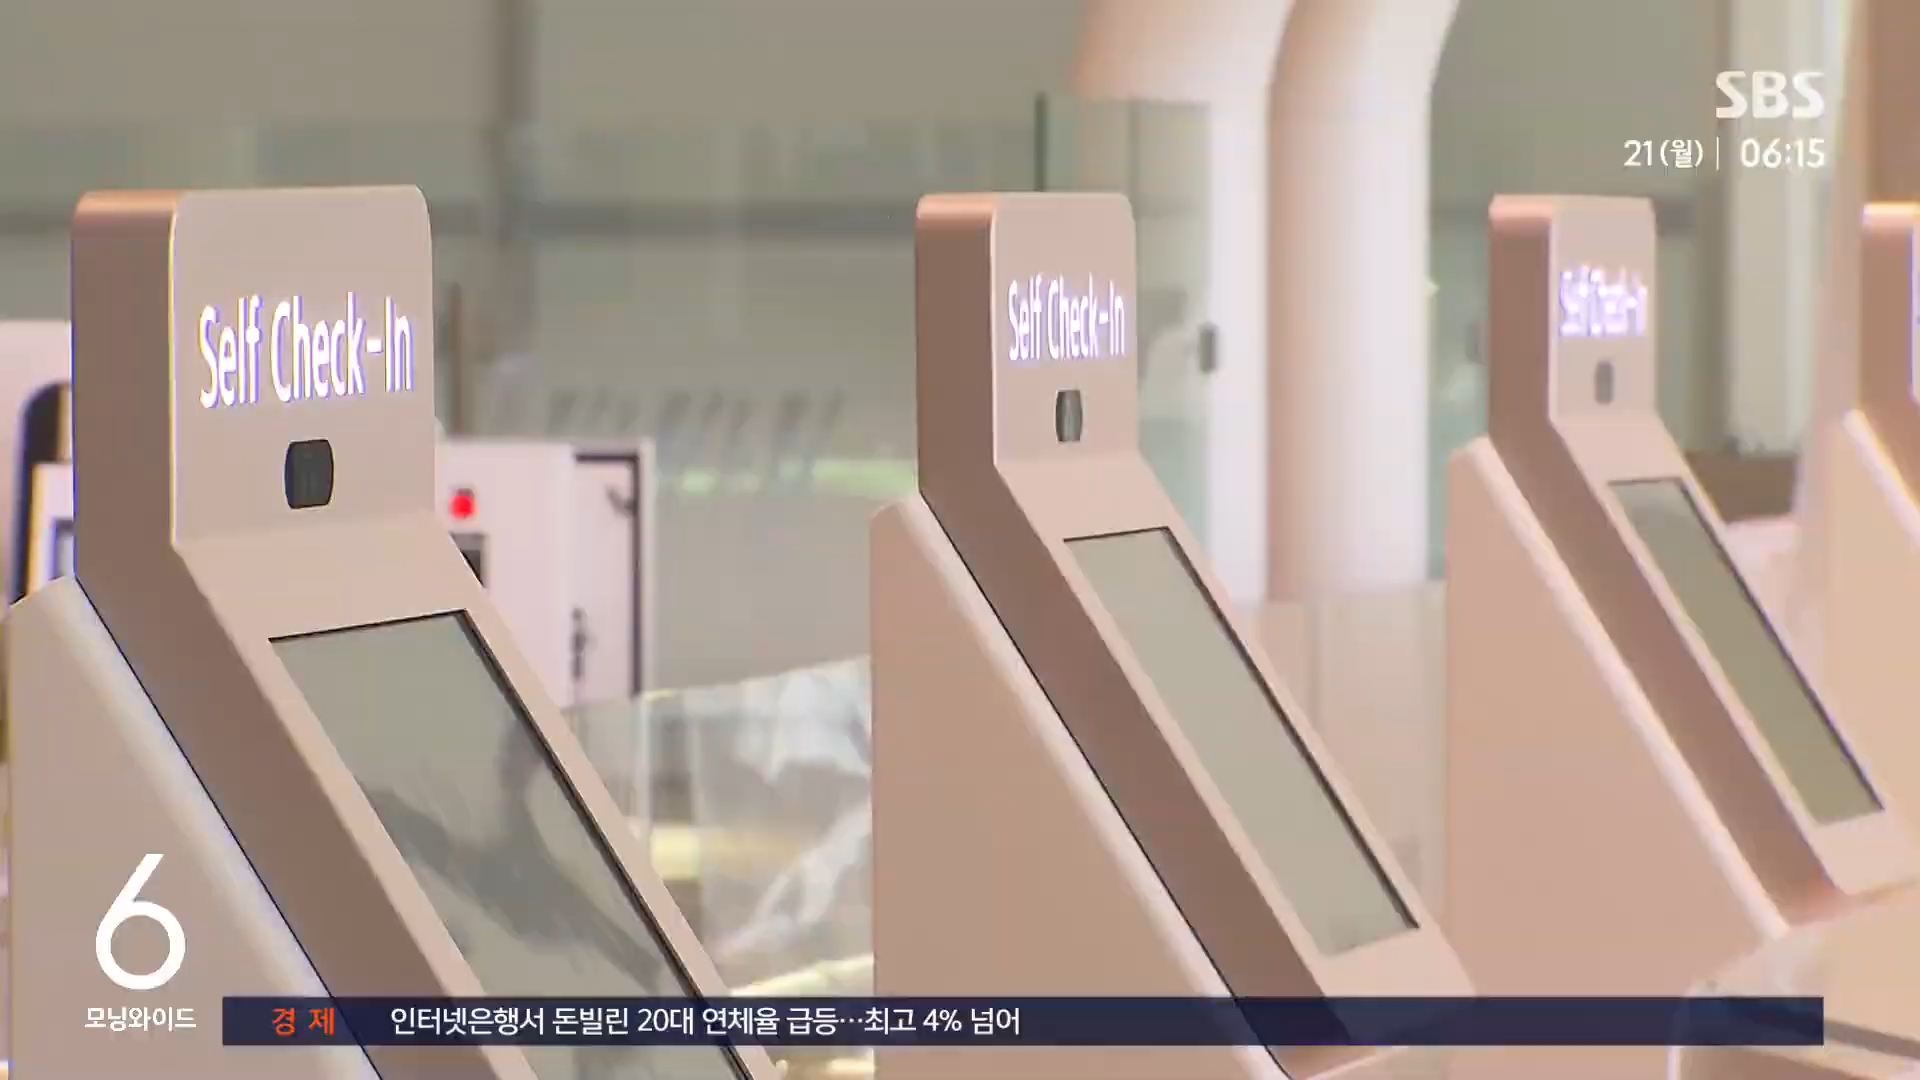 SBS
21(월) | 06:15
Self Check-In
Self Check-In
Self Check-In
6
모닝와이드
경제 인터넷은행서 돈빌린 20대 연체율 급등…최고 4% 넘어